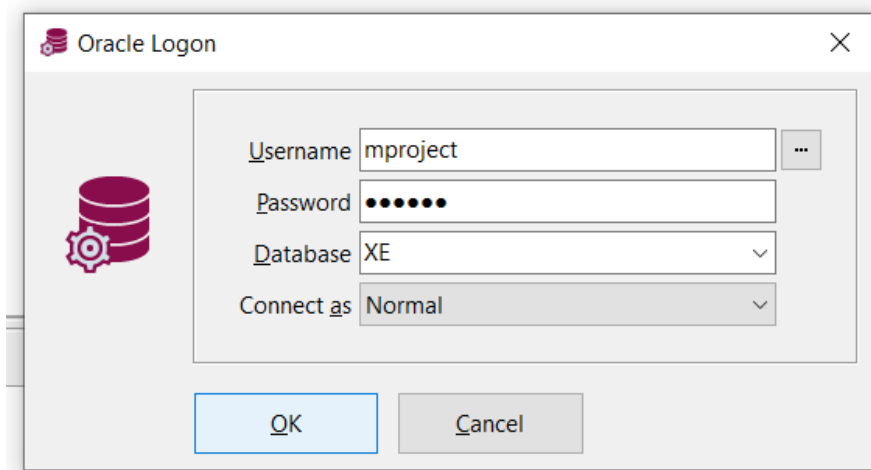 Oracle Logon
Username mproject ...
Password ●●●●●●
Database XE
Connect as Normal
OK Cancel